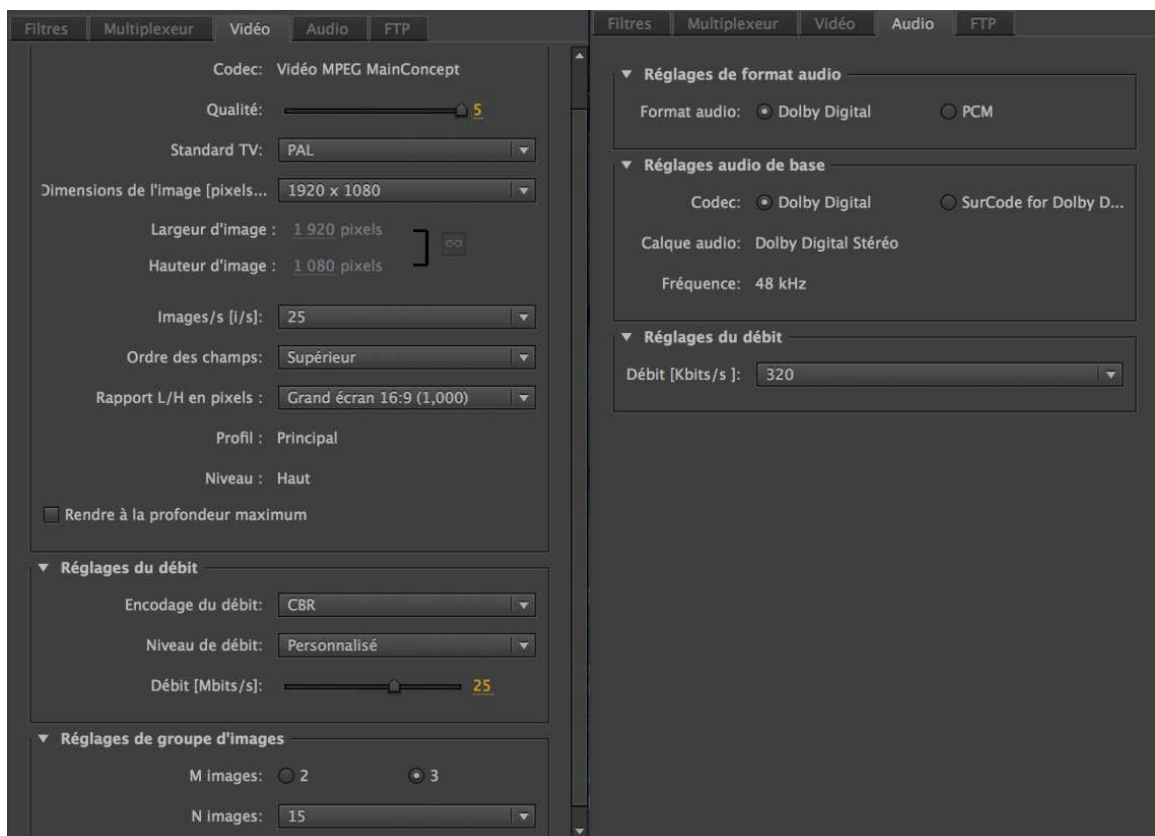 Filtres Multiplexeur Vidéo Audio FTP
Codec: Vidéo MPEG MainConcept
Qualité: 5
Standard TV: PAL
Dimensions de l'image [pixels... 1920 x 1080
Largeur d'image : 1 920 pixels
Hauteur d'image : 1 080 pixels
Images/s [i/s]: 25
Ordre des champs: Supérieur
Rapport L/H en pixels : Grand écran 16:9 (1,000)
Profil : Principal
Niveau : Haut
Rendre à la profondeur maximum
Réglages du débit
Encodage du débit: CBR
Niveau de débit: Personnalisé
Débit [Mbits/s]: 25
Réglages de groupe d'images
M images: 2 3
N images: 15
Filtres Multiplexeur Vidéo Audio FTP
Réglages de format audio
Format audio: Dolby Digital PCM
Réglages audio de base
Codec: Dolby Digital SurCode for Dolby D...
Calque audio: Dolby Digital Stéréo
Fréquence: 48 kHz
Réglages du débit
Débit [Kbits/s ]: 320